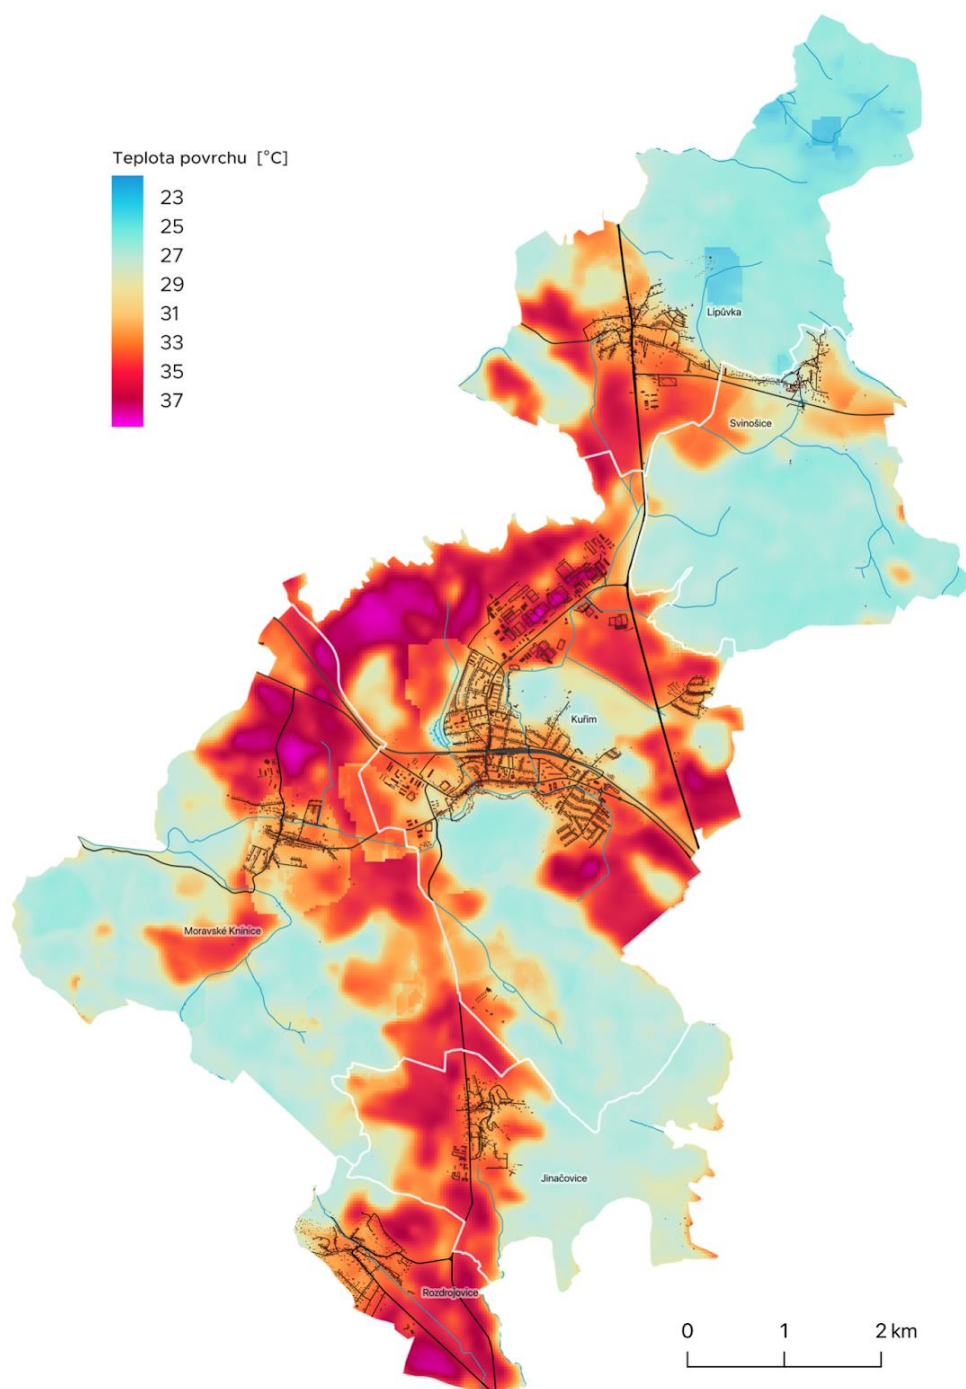 Teplota povrchu [°C]
23
25
27
29
31
33
35
37
Lipůvka
Svinošice
Kuřim
Moravské Knínice
Jinačovice
Rozdrojovice
0 1 2 km